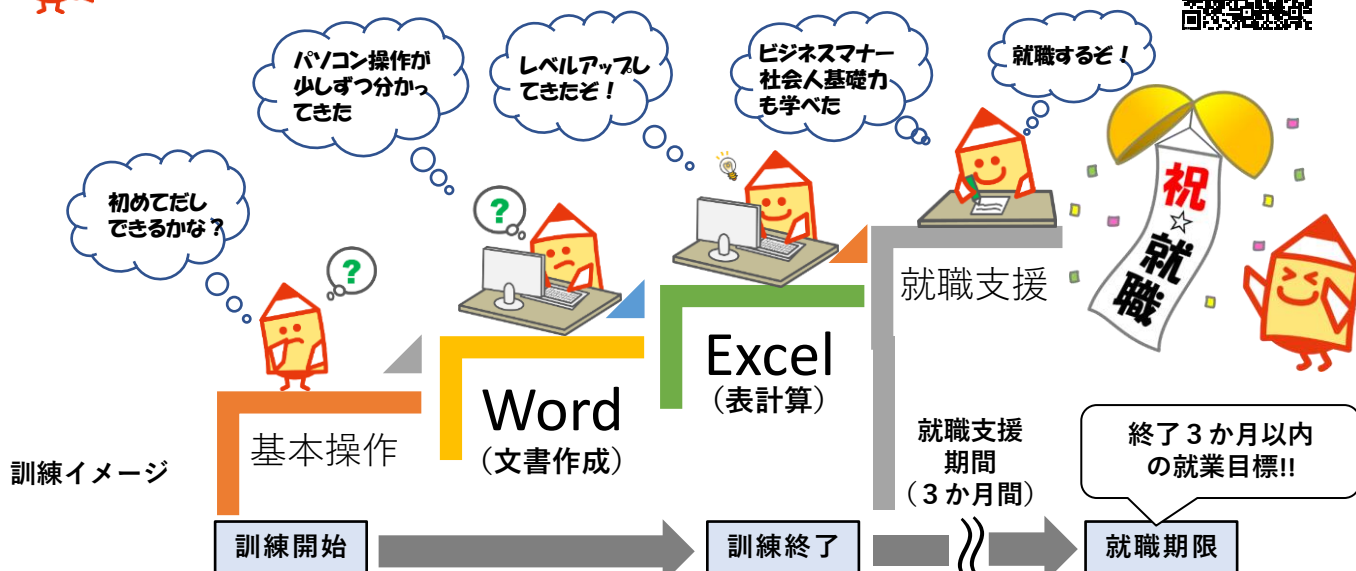 パソコン操作が
少しずつ分かっ
てきた
レベルアップし
てきたぞ！
ビジネスマナー
社会人基礎力
も学べた
就職するぞ！
初めてだし
できるかな？
?
?
祝
☆
就
職
基本操作
Word
（文書作成）
Excel
（表計算）
就職支援
訓練イメージ
就職支援
期間
（３か月間）
終了３か月以内
の就業目標!!
訓練開始
訓練終了
就職期限